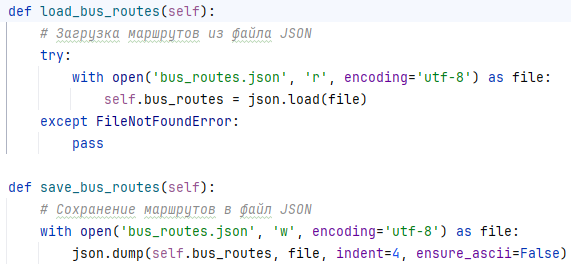 def load_bus_routes(self):
    # Загрузка маршрутов из файла JSON
    try:
        with open('bus_routes.json', 'r', encoding='utf-8') as file:
            self.bus_routes = json.load(file)
    except FileNotFoundError:
        pass

def save_bus_routes(self):
    # Сохранение маршрутов в файл JSON
    with open('bus_routes.json', 'w', encoding='utf-8') as file:
        json.dump(self.bus_routes, file, indent=4, ensure_ascii=False)